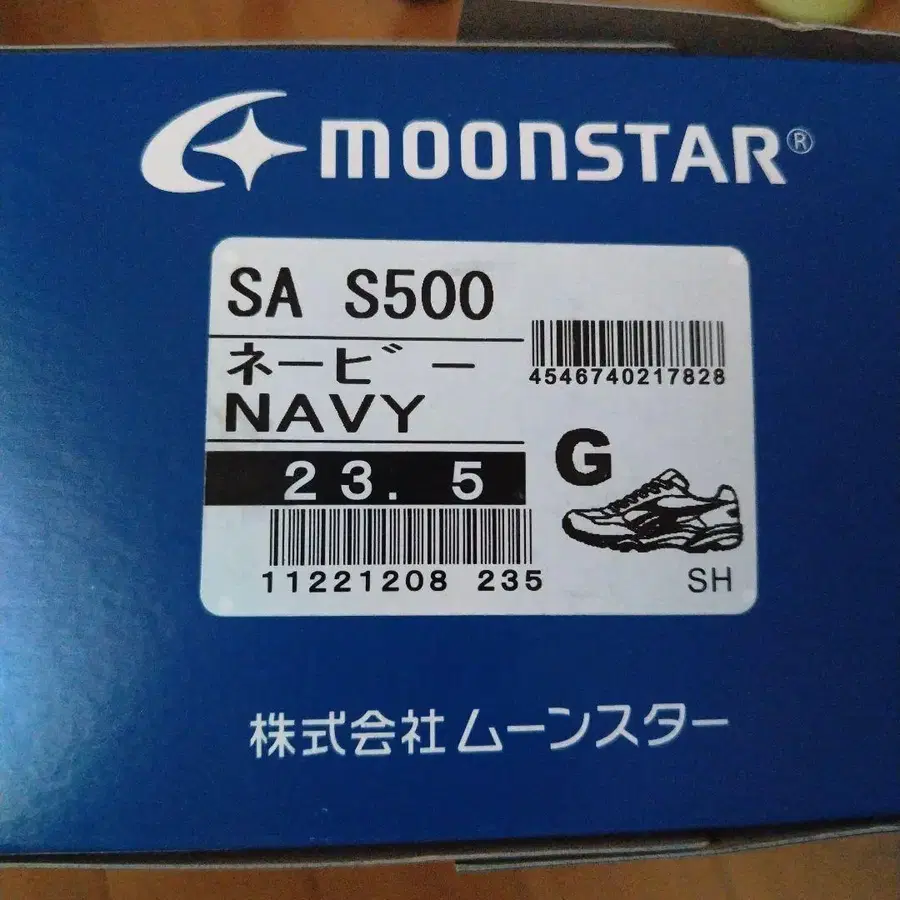 MOONSTAR®
SA S500
ネービー
NAVY
23.5
4546740217828
G
11221208 235
SH
株式会社ムーンスター